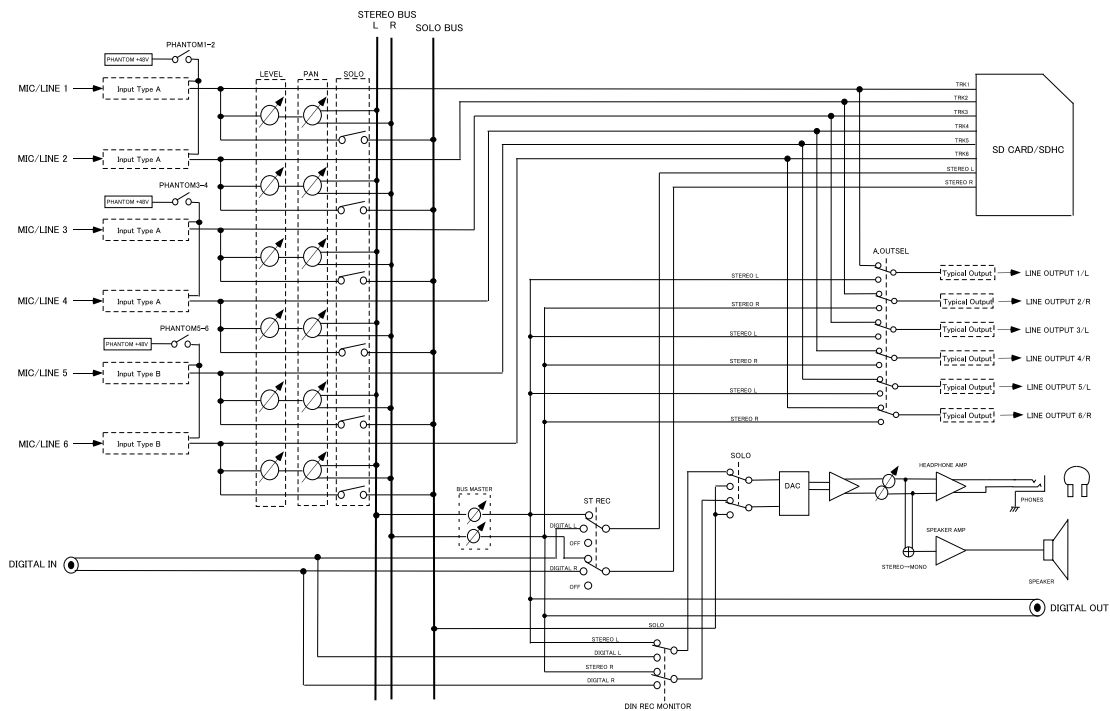 STEREO BUS
L R
SOLO BUS
PHANTOM1-2
PHANTOM +48V
LEVEL
PAN
SOLO
MIC/LINE 1
Input Type A
MIC/LINE 2
Input Type A
PHANTOM3-4
PHANTOM +48V
MIC/LINE 3
Input Type A
MIC/LINE 4
Input Type A
PHANTOM5-6
PHANTOM +48V
MIC/LINE 5
Input Type B
MIC/LINE 6
Input Type B
TRK1
TRK2
TRK3
TRK4
TRK5
TRK6
STEREO L
STEREO R
SD CARD/SDHC
A.OUTSEL
STEREO L
Typical Output
LINE OUTPUT 1/L
STEREO R
Typical Output
LINE OUTPUT 2/R
STEREO L
Typical Output
LINE OUTPUT 3/L
STEREO R
Typical Output
LINE OUTPUT 4/R
STEREO L
Typical Output
LINE OUTPUT 5/L
STEREO R
Typical Output
LINE OUTPUT 6/R
SOLO
DAC
HEADPHONE AMP
PHONES
BUS MASTER
ST REC
DIGITAL L
OFF
DIGITAL R
OFF
SPEAKER AMP
STEREO→MONO
SPEAKER
DIGITAL IN
DIGITAL OUT
SOLO
STEREO L
DIGITAL L
STEREO R
DIGITAL R
DIN REC MONITOR